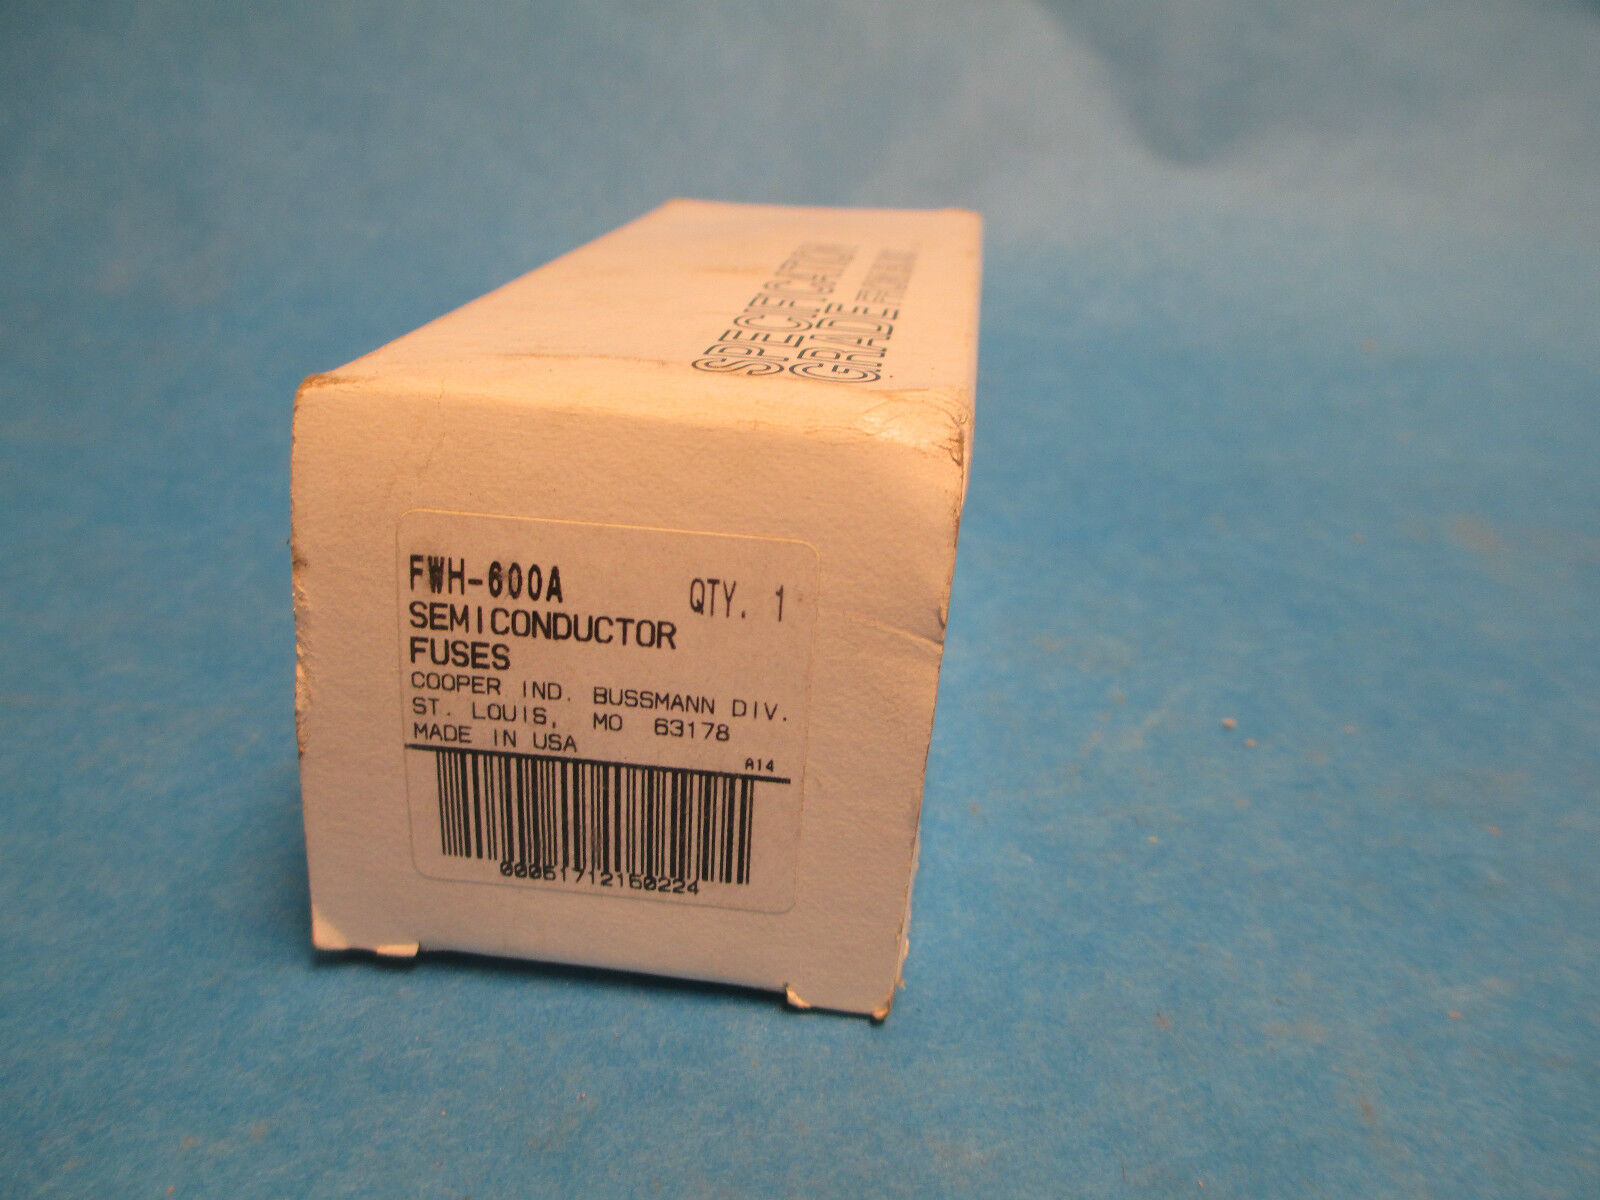 SPECIFICATION
GRADE
FWH-600A QTY. 1
SEMICONDUCTOR
FUSES
COOPER IND. BUSSMANN DIV.
ST. LOUIS, MO 63178
MADE IN USA
A14
00051712150224